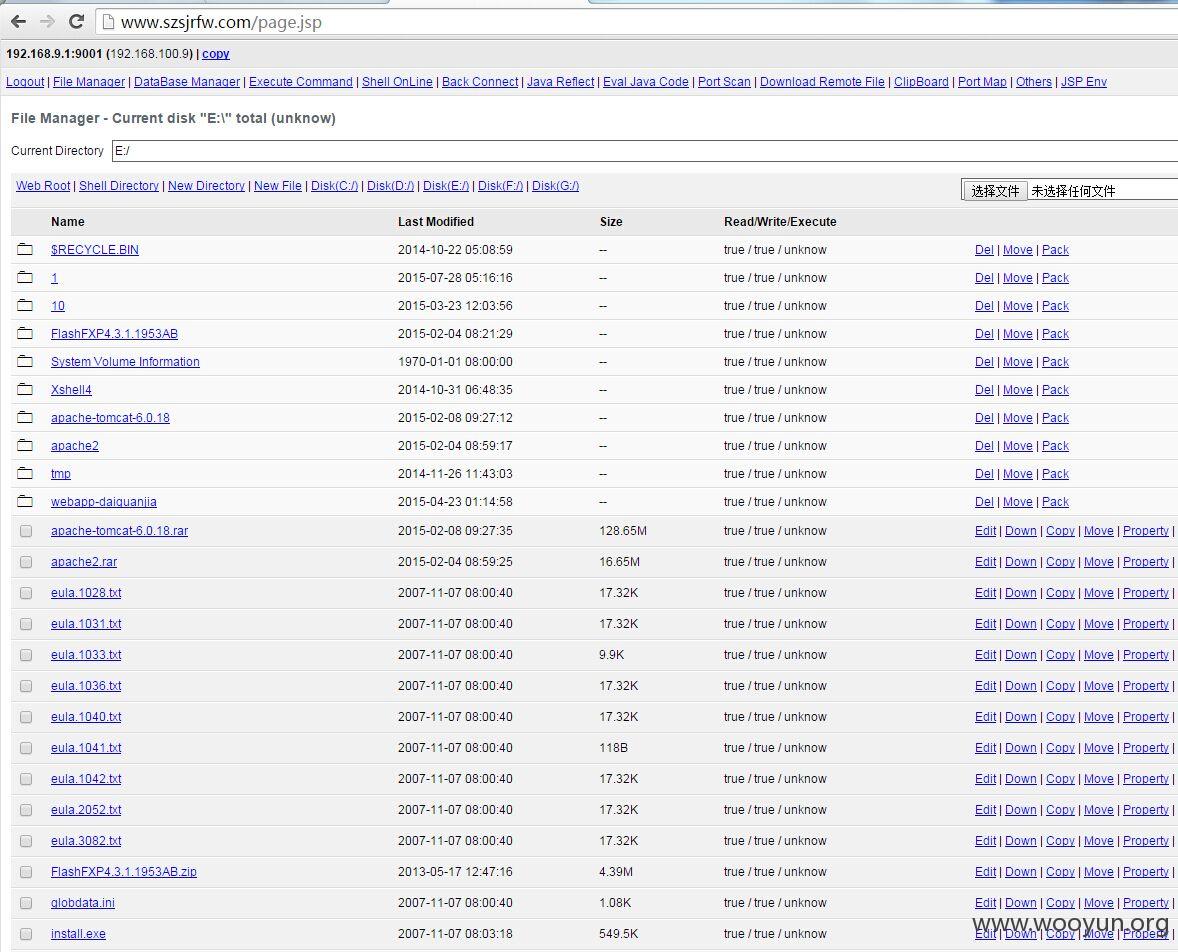 www.szsjrfw.com/page.jsp
192.168.9.1:9001 (192.168.100.9) | copy
Logout | File Manager | DataBase Manager | Execute Command | Shell OnLine | Back Connect | Java Reflect | Eval Java Code | Port Scan | Download Remote File | ClipBoard | Port Map | Others | JSP Env
File Manager - Current disk "E:\" total (unknow)
Current Directory E:/
Web Root | Shell Directory | New Directory | New File | Disk(C:/) | Disk(D:/) | Disk(E:/) | Disk(F:/) | Disk(G:/) 选择文件 未选择任何文件
Name Last Modified Size Read/Write/Execute
$RECYCLE.BIN 2014-10-22 05:08:59 -- true / true / unknow Del | Move | Pack
1 2015-07-28 05:16:16 -- true / true / unknow Del | Move | Pack
10 2015-03-23 12:03:56 -- true / true / unknow Del | Move | Pack
FlashFXP4.3.1.1953AB 2015-02-04 08:21:29 -- true / true / unknow Del | Move | Pack
System Volume Information 1970-01-01 08:00:00 -- true / true / unknow Del | Move | Pack
Xshell4 2014-10-31 06:48:35 -- true / true / unknow Del | Move | Pack
apache-tomcat-6.0.18 2015-02-08 09:27:12 -- true / true / unknow Del | Move | Pack
apache2 2015-02-04 08:59:17 -- true / true / unknow Del | Move | Pack
tmp 2014-11-26 11:43:03 -- true / true / unknow Del | Move | Pack
webapp-daiguanjia 2015-04-23 01:14:58 -- true / true / unknow Del | Move | Pack
apache-tomcat-6.0.18.rar 2015-02-08 09:27:35 128.65M true / true / unknow Edit | Down | Copy | Move | Property |
apache2.rar 2015-02-04 08:59:25 16.65M true / true / unknow Edit | Down | Copy | Move | Property |
eula.1028.txt 2007-11-07 08:00:40 17.32K true / true / unknow Edit | Down | Copy | Move | Property |
eula.1031.txt 2007-11-07 08:00:40 17.32K true / true / unknow Edit | Down | Copy | Move | Property |
eula.1033.txt 2007-11-07 08:00:40 9.9K true / true / unknow Edit | Down | Copy | Move | Property |
eula.1036.txt 2007-11-07 08:00:40 17.32K true / true / unknow Edit | Down | Copy | Move | Property |
eula.1040.txt 2007-11-07 08:00:40 17.32K true / true / unknow Edit | Down | Copy | Move | Property |
eula.1041.txt 2007-11-07 08:00:40 118B true / true / unknow Edit | Down | Copy | Move | Property |
eula.1042.txt 2007-11-07 08:00:40 17.32K true / true / unknow Edit | Down | Copy | Move | Property |
eula.2052.txt 2007-11-07 08:00:40 17.32K true / true / unknow Edit | Down | Copy | Move | Property |
eula.3082.txt 2007-11-07 08:00:40 17.32K true / true / unknow Edit | Down | Copy | Move | Property |
FlashFXP4.3.1.1953AB.zip 2013-05-17 12:47:16 4.39M true / true / unknow Edit | Down | Copy | Move | Property |
globdata.ini 2007-11-07 08:00:40 1.08K true / true / unknow Edit | Down | Copy | Move | Property |
install.exe 2007-11-07 08:03:18 549.5K true / true / unknow Edit | Down | Copy | Move | Property |
www.wooyun.org